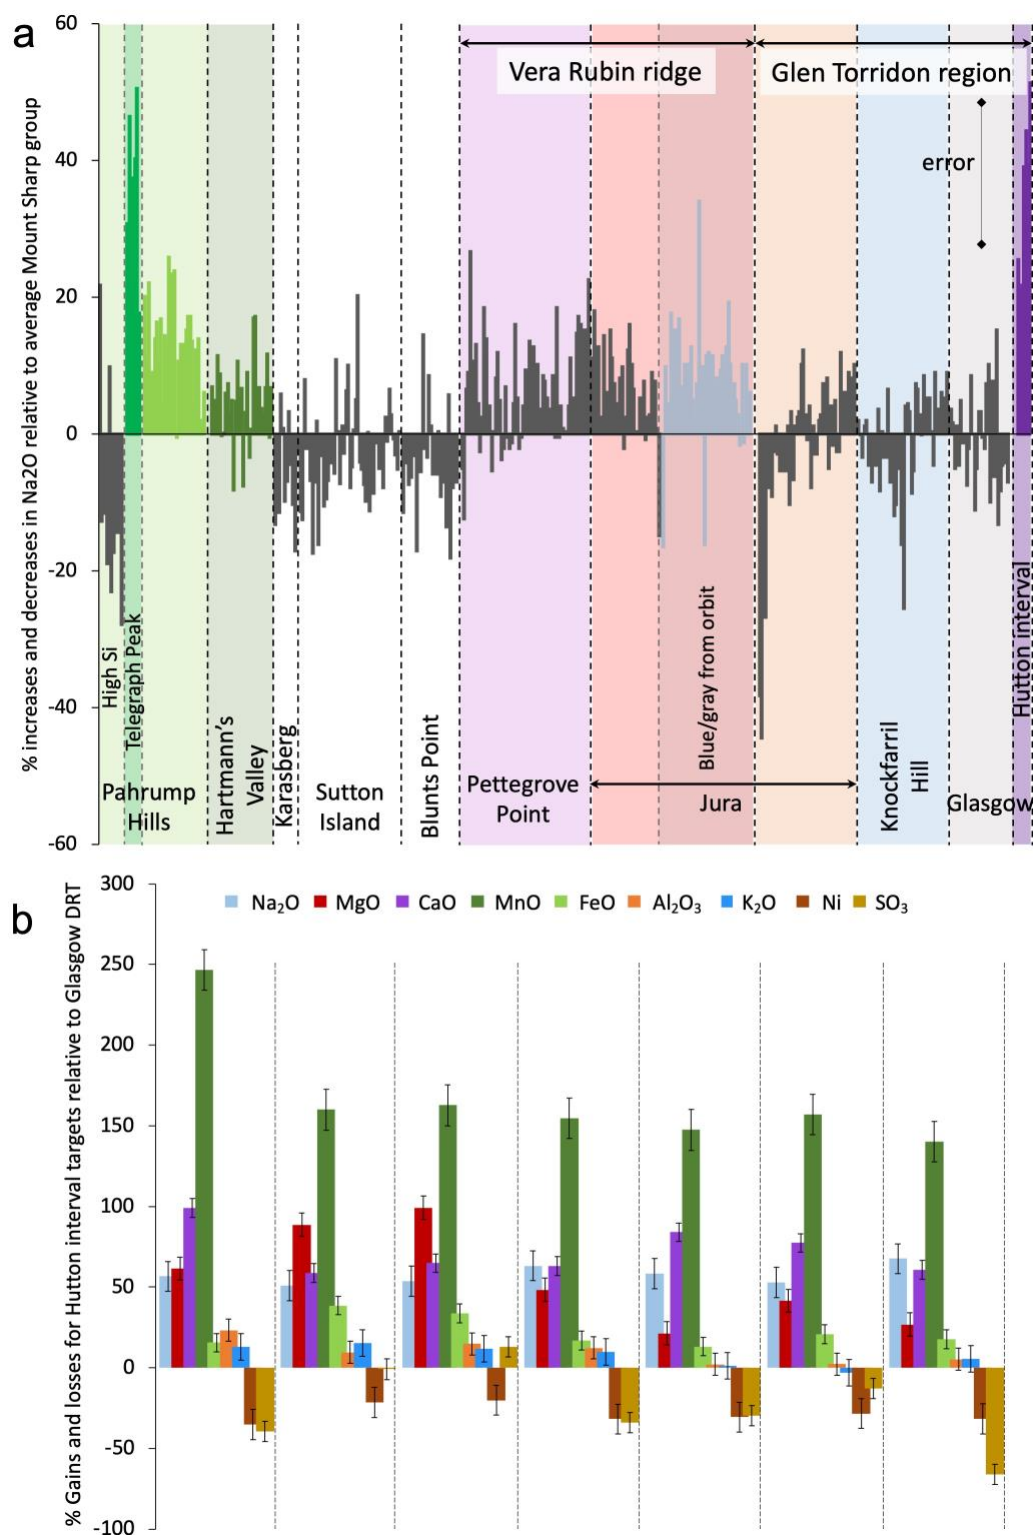 a
% increases and decreases in Na2O relative to average Mount Sharp group
60
40
20
0
-20
-40
-60
Vera Rubin ridge
Glen Torridon region
error
High Si
Telegraph Peak
Pahrump
Hills
Hartmann's
Valley
Karasberg
Sutton
Island
Blunts Point
Pettegrove
Point
Blue/gray from orbit
Jura
Knockfarril
Hill
Glasgow
Hutton interval
b
% Gains and losses for Hutton interval targets relative to Glasgow DRT
300
250
200
150
100
50
0
-50
-100
Na₂O MgO CaO MnO FeO Al₂O₃ K₂O Ni SO₃